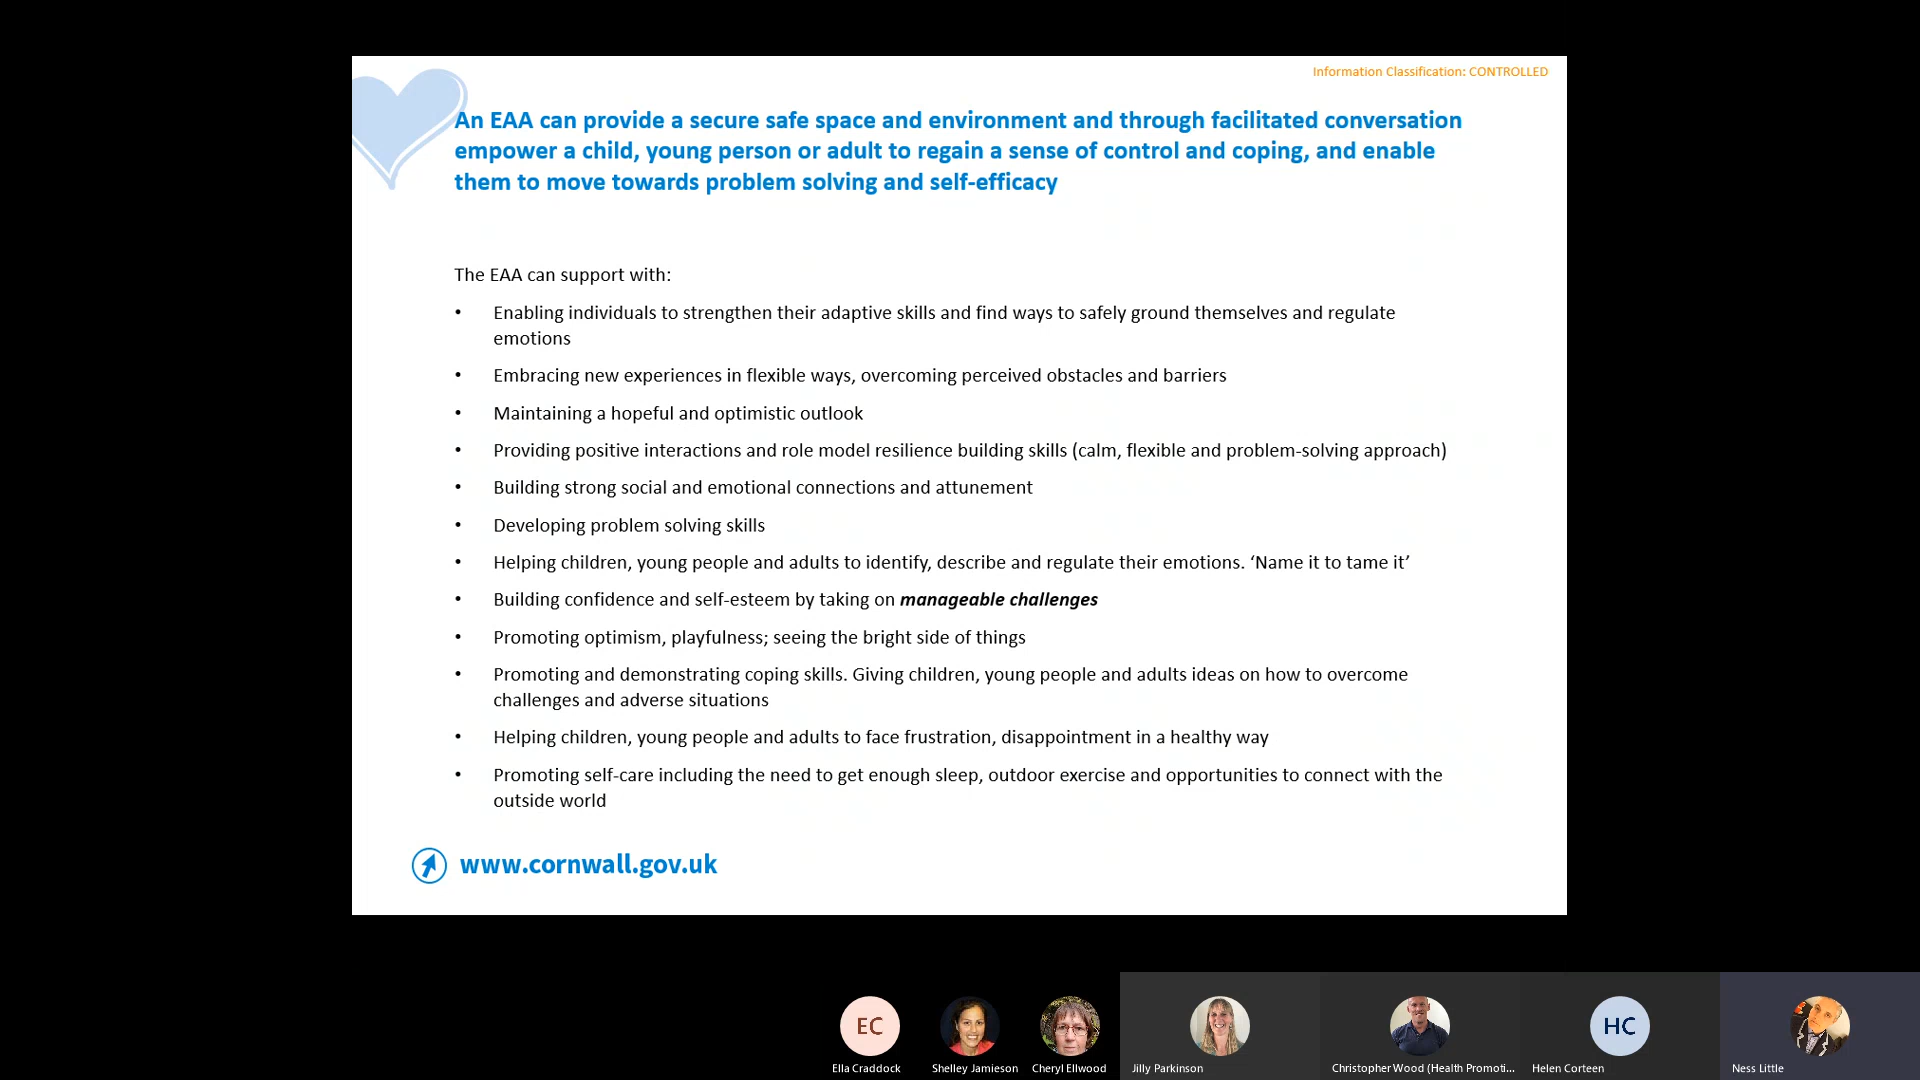 Information Classification: CONTROLLED
An EAA can provide a secure safe space and environment and through facilitated conversation
empower a child, young person or adult to regain a sense of control and coping, and enable
them to move towards problem solving and self-efficacy
The EAA can support with:
• Enabling individuals to strengthen their adaptive skills and find ways to safely ground themselves and regulate
emotions
• Embracing new experiences in flexible ways, overcoming perceived obstacles and barriers
• Maintaining a hopeful and optimistic outlook
• Providing positive interactions and role model resilience building skills (calm, flexible and problem-solving approach)
• Building strong social and emotional connections and attunement
• Developing problem solving skills
• Helping children, young people and adults to identify, describe and regulate their emotions. ‘Name it to tame it’
• Building confidence and self-esteem by taking on manageable challenges
• Promoting optimism, playfulness; seeing the bright side of things
• Promoting and demonstrating coping skills. Giving children, young people and adults ideas on how to overcome
challenges and adverse situations
• Helping children, young people and adults to face frustration, disappointment in a healthy way
• Promoting self-care including the need to get enough sleep, outdoor exercise and opportunities to connect with the
outside world
www.cornwall.gov.uk
EC
HC
Ella Craddock
Shelley Jamieson
Cheryl Ellwood
Jilly Parkinson
Christopher Wood (Health Promoti...
Helen Corteen
Ness Little